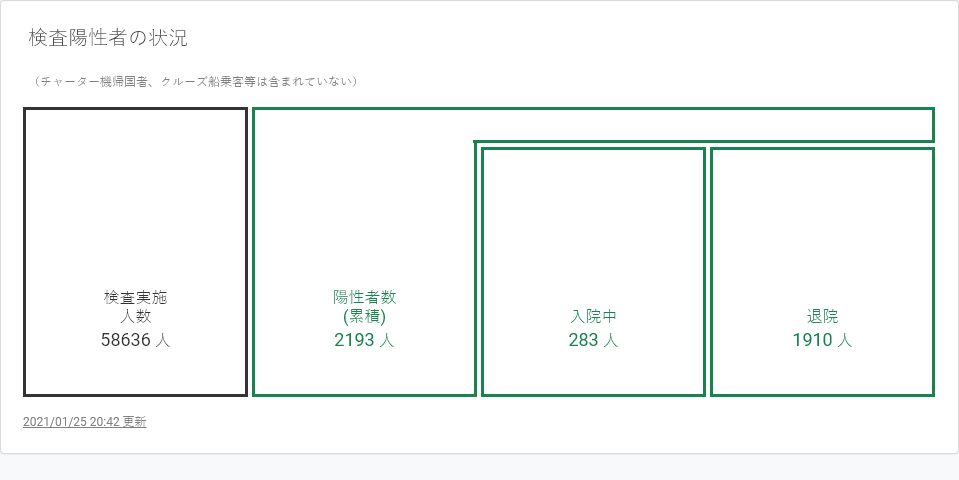 検査陽性者の状況
（チャーター機帰国者、クルーズ船乗客等は含まれていない）
検査実施
人数
58636 人
陽性者数
(累積)
2193 人
入院中
283 人
退院
1910 人
2021/01/25 20:42 更新